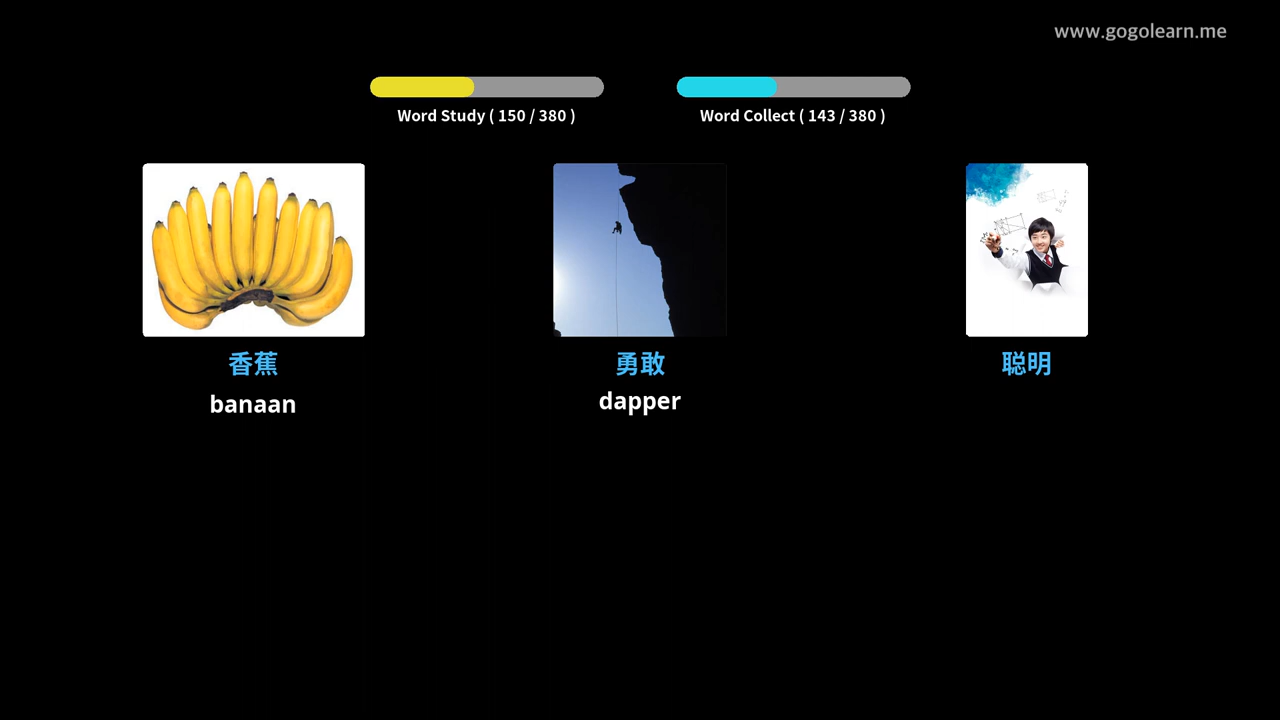 www.gogolearn.me
Word Study ( 150 / 380 )
Word Collect ( 143 / 380 )
香蕉
勇敢
聪明
banaan
dapper